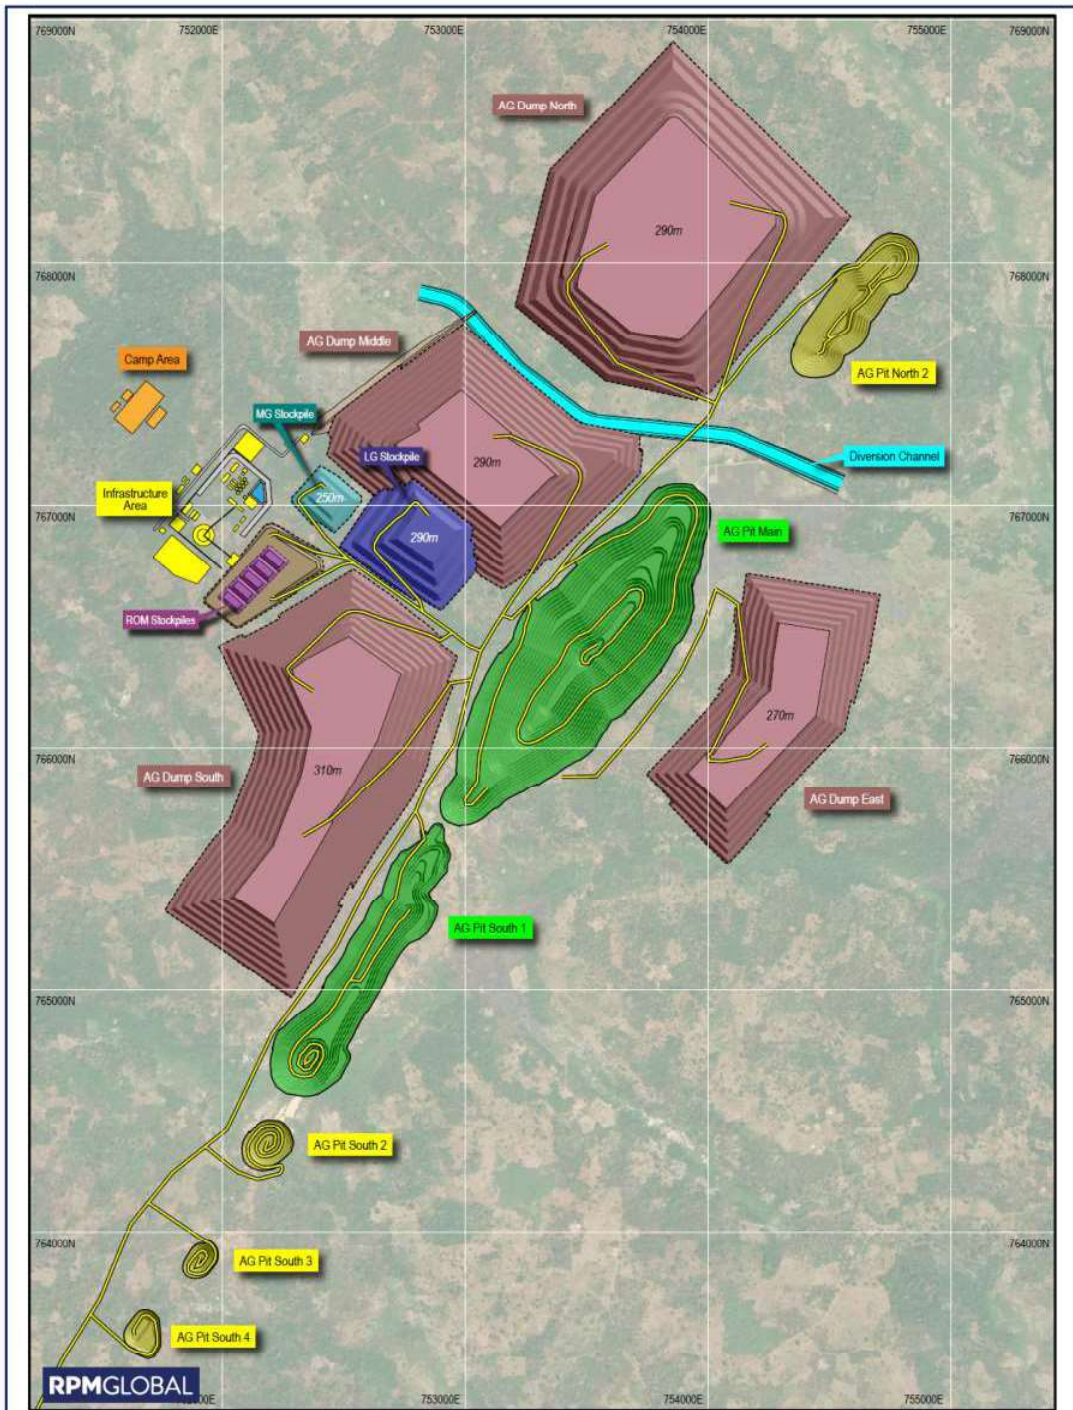 769000N
752000E
753000E
754000E
755000E
769000N
AG Dump North
290m
768000N
768000N
AG Dump Middle
Camp Area
AG Pit North 2
MG Stockpile
LG Stockpile
290m
Diversion Channel
Infrastructure
Area
250m
767000N
767000N
AG Pit Main
290m
ROM Stockpiles
270m
766000N
766000N
310m
AG Dump South
AG Dump East
AG Pit South 1
765000N
765000N
AG Pit South 2
764000N
764000N
AG Pit South 3
AG Pit South 4
RPMGLOBAL
752000E
753000E
754000E
755000E